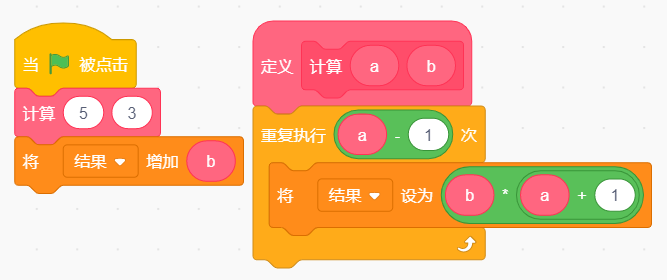 当 被点击
计算 5 3
将 结果 增加 b
定义 计算 a b
重复执行 a - 1 次
将 结果 设为 b * a + 1